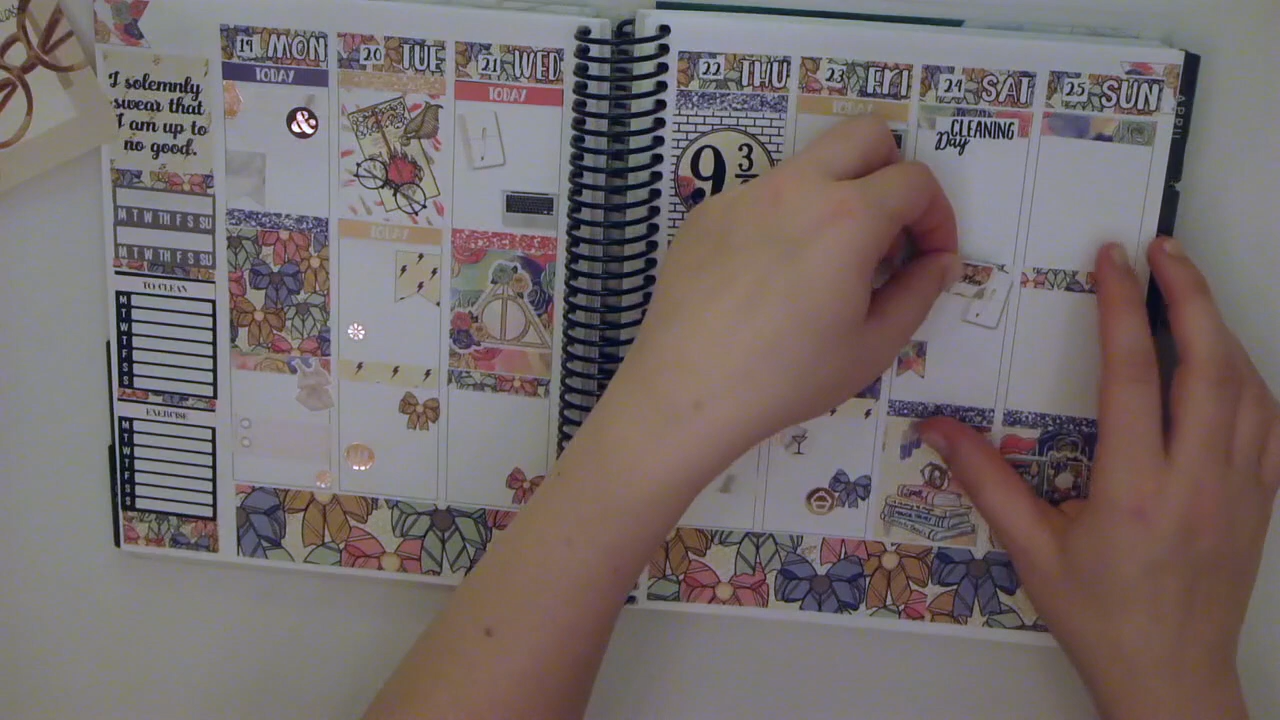 I solemnly
swear that
I am up to
no good.
M T W TH F S SU
M T W TH F S SU
TO CLEAN
M
T
W
T
F
S
S
EXERCISE
M
T
W
T
F
S
S
19 MON
TODAY
&
20 TUE
TODAY
21 WED
TODAY
22 THU
9 3
23 FRI
TODAY
24 SAT
CLEANING
Day
25 SUN